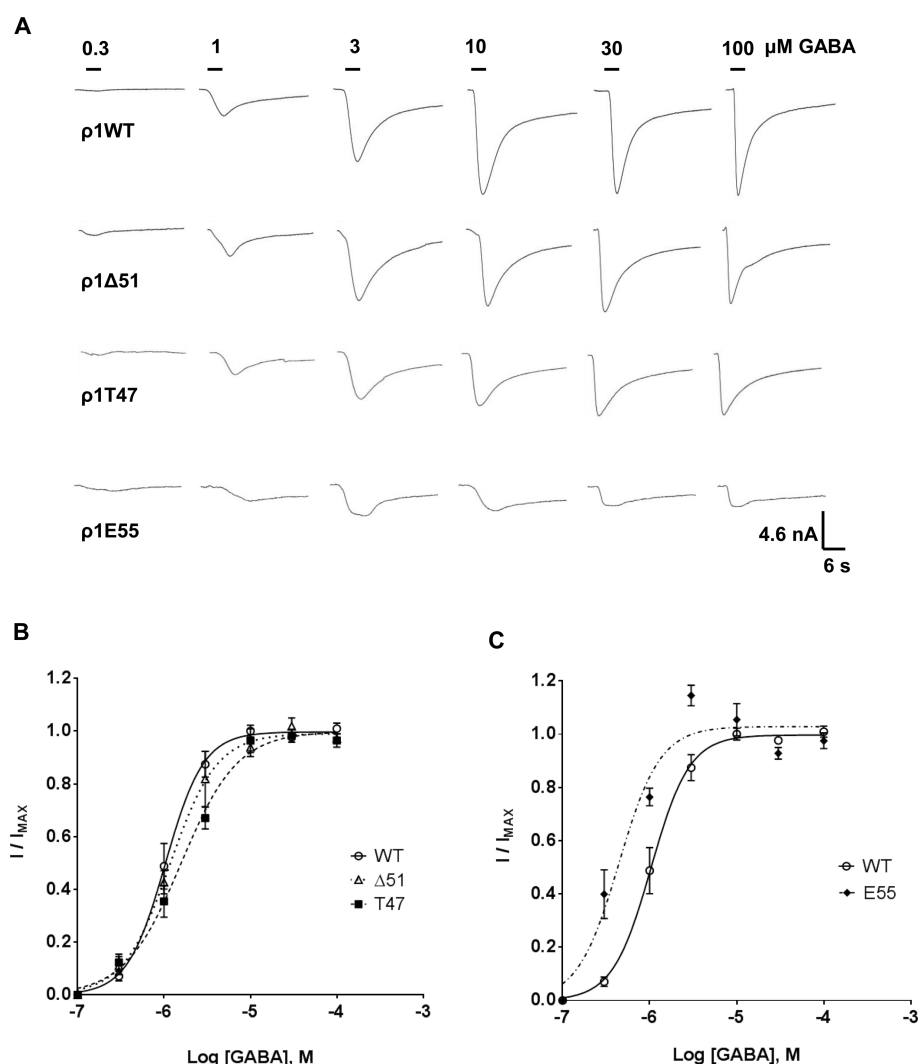 A
0.3 1 3 10 30 100 µM GABA
ρ1WT
ρ1Δ51
ρ1T47
ρ1E55
4.6 nA
6 s
B
1.2
1.0
0.8
0.6
0.4
0.2
0.0
-7 -6 -5 -4 -3
I / IMAX
WT
Δ51
T47
Log [GABA], M
C
1.2
1.0
0.8
0.6
0.4
0.2
0.0
-7 -6 -5 -4 -3
I / IMAX
WT
E55
Log [GABA], M